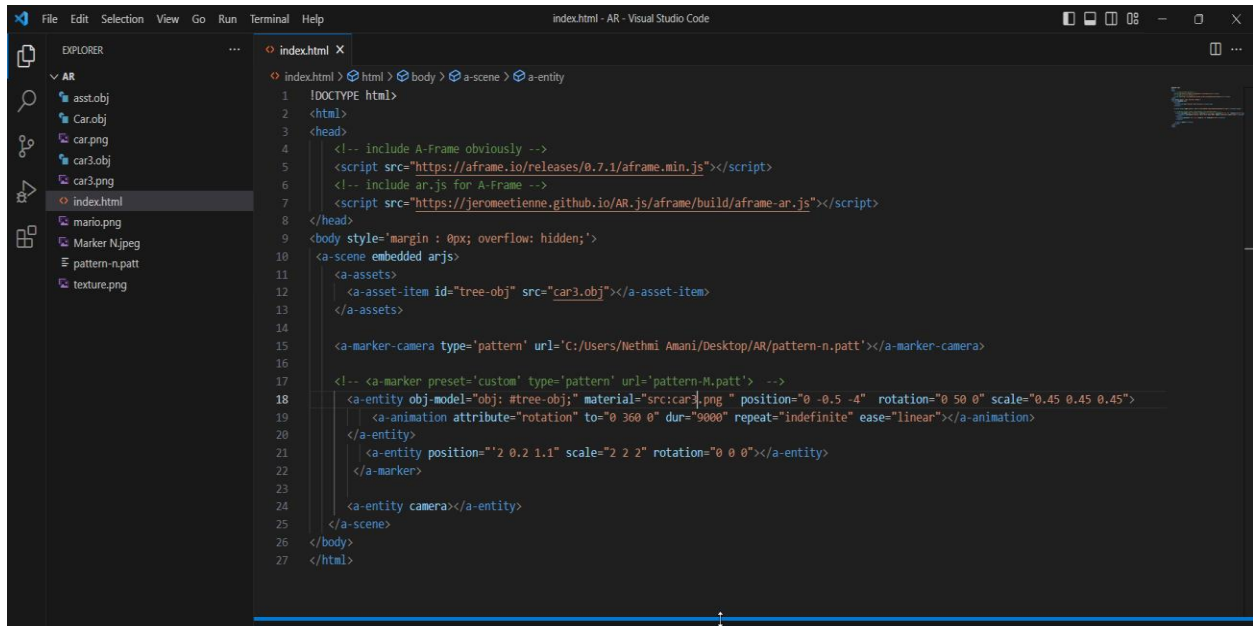 File Edit Selection View Go Run Terminal Help
index.html - AR - Visual Studio Code
EXPLORER
AR
asst.obj
Car.obj
car.png
car3.obj
car3.png
index.html
mario.png
Marker N.jpeg
pattern-n.patt
texture.png
index.html
index.html > html > body > a-scene > a-entity
1 !DOCTYPE html>
2 <html>
3 <head>
4 <!-- include A-Frame obviously -->
5 <script src="https://aframe.io/releases/0.7.1/aframe.min.js"></script>
6 <!-- include ar.js for A-Frame -->
7 <script src="https://jeromeetienne.github.io/AR.js/aframe/build/aframe-ar.js"></script>
8 </head>
9 <body style='margin : 0px; overflow: hidden;'>
10 <a-scene embedded arjs>
11 <a-assets>
12 <a-asset-item id="tree-obj" src="car3.obj"></a-asset-item>
13 </a-assets>
14
15 <a-marker-camera type='pattern' url='C:/Users/Nethmi Amani/Desktop/AR/pattern-n.patt'></a-marker-camera>
16
17 <!-- <a-marker preset='custom' type='pattern' url='pattern-M.patt'> -->
18 <a-entity obj-model="obj: #tree-obj;" material="src:car3.png " position="0 -0.5 -4" rotation="0 50 0" scale="0.45 0.45 0.45">
19 <a-animation attribute="rotation" to="0 360 0" dur="9000" repeat="indefinite" ease="linear"></a-animation>
20 </a-entity>
21 <a-entity position="'2 0.2 1.1" scale="2 2 2" rotation="0 0 0"></a-entity>
22 </a-marker>
23
24 <a-entity camera></a-entity>
25 </a-scene>
26 </body>
27 </html>